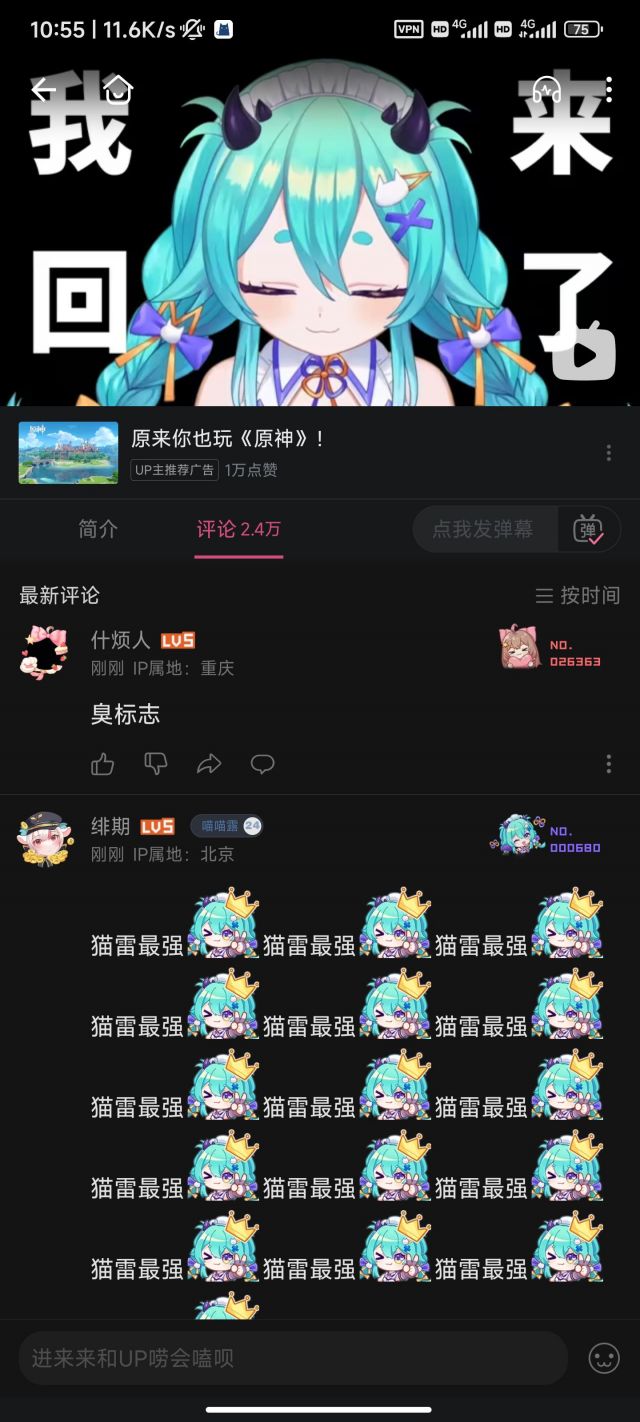 10:55 | 11.6K/s
VPN HD 4G HD 4G 75
我来
回了
原神
原来你也玩《原神》!
UP主推荐广告 1万点赞
简介 评论 2.4万 点我发弹幕 弹
最新评论 按时间
什烦人 LV5
NO.
026363
刚刚 IP属地：重庆
臭标志
绯期 LV5 喵喵露 24
NO.
000680
刚刚 IP属地：北京
猫雷最强 猫雷最强 猫雷最强
猫雷最强 猫雷最强 猫雷最强
猫雷最强 猫雷最强 猫雷最强
猫雷最强 猫雷最强 猫雷最强
猫雷最强 猫雷最强 猫雷最强
进来来和UP唠会嗑呗